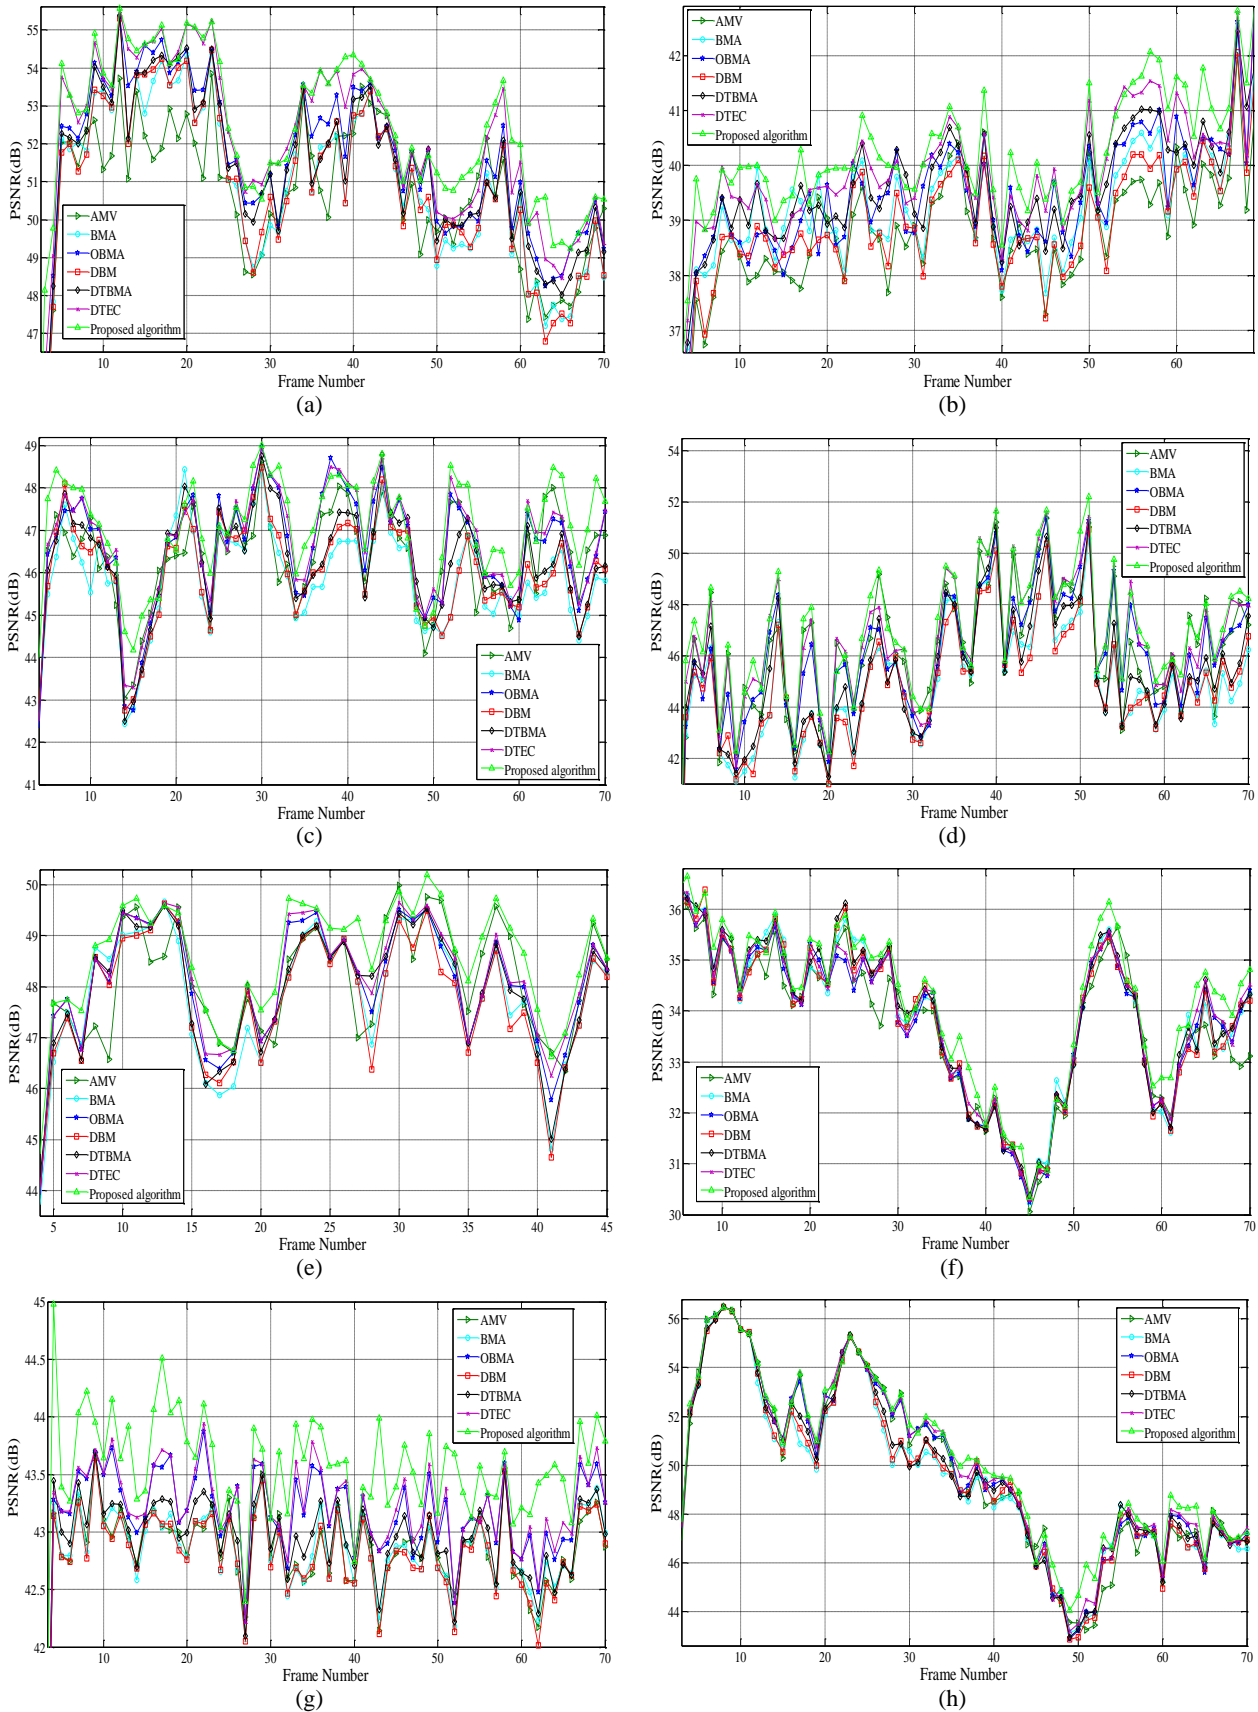 55
54
53
52
51
50
49
48
47
PSNR(dB)
AMV
BMA
OBMA
DBM
DTBMA
DTEC
Proposed algorithm
10 20 30 40 50 60 70
Frame Number
(a)
42
41
40
39
38
37
PSNR(dB)
AMV
BMA
OBMA
DBM
DTBMA
DTEC
Proposed algorithm
10 20 30 40 50 60
Frame Number
(b)
49
48
47
46
45
44
43
42
41
PSNR(dB)
AMV
BMA
OBMA
DBM
DTBMA
DTEC
Proposed algorithm
10 20 30 40 50 60 70
Frame Number
(c)
54
52
50
48
46
44
42
PSNR(dB)
AMV
BMA
OBMA
DBM
DTBMA
DTEC
Proposed algorithm
10 20 30 40 50 60 70
Frame Number
(d)
50
49
48
47
46
45
44
PSNR(dB)
AMV
BMA
OBMA
DBM
DTBMA
DTEC
Proposed algorithm
5 10 15 20 25 30 35 40 45
Frame Number
(e)
36
35
34
33
32
31
30
PSNR(dB)
AMV
BMA
OBMA
DBM
DTBMA
DTEC
Proposed algorithm
10 20 30 40 50 60 70
Frame Number
(f)
45
44.5
44
43.5
43
42.5
42
PSNR(dB)
AMV
BMA
OBMA
DBM
DTBMA
DTEC
Proposed algorithm
10 20 30 40 50 60 70
Frame Number
(g)
56
54
52
50
48
46
44
PSNR (dB)
AMV
BMA
OBMA
DBM
DTBMA
DTEC
Proposed algorithm
10 20 30 40 50 60 70
Frame Number
(h)